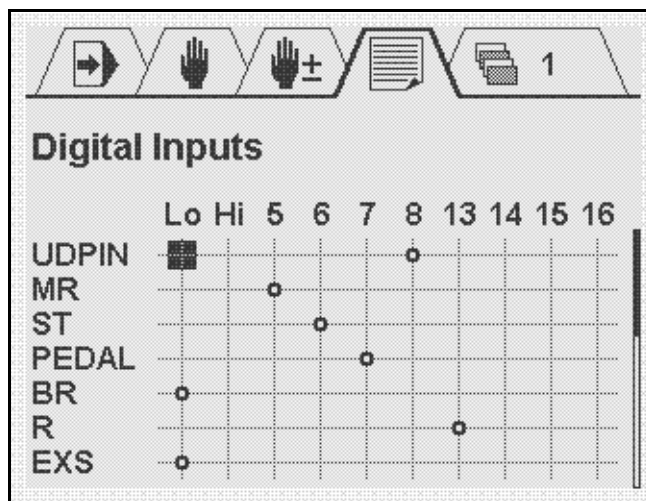 1
Digital Inputs
Lo Hi 5 6 7 8 13 14 15 16
UDPIN
MR
ST
PEDAL
BR
R
EXS